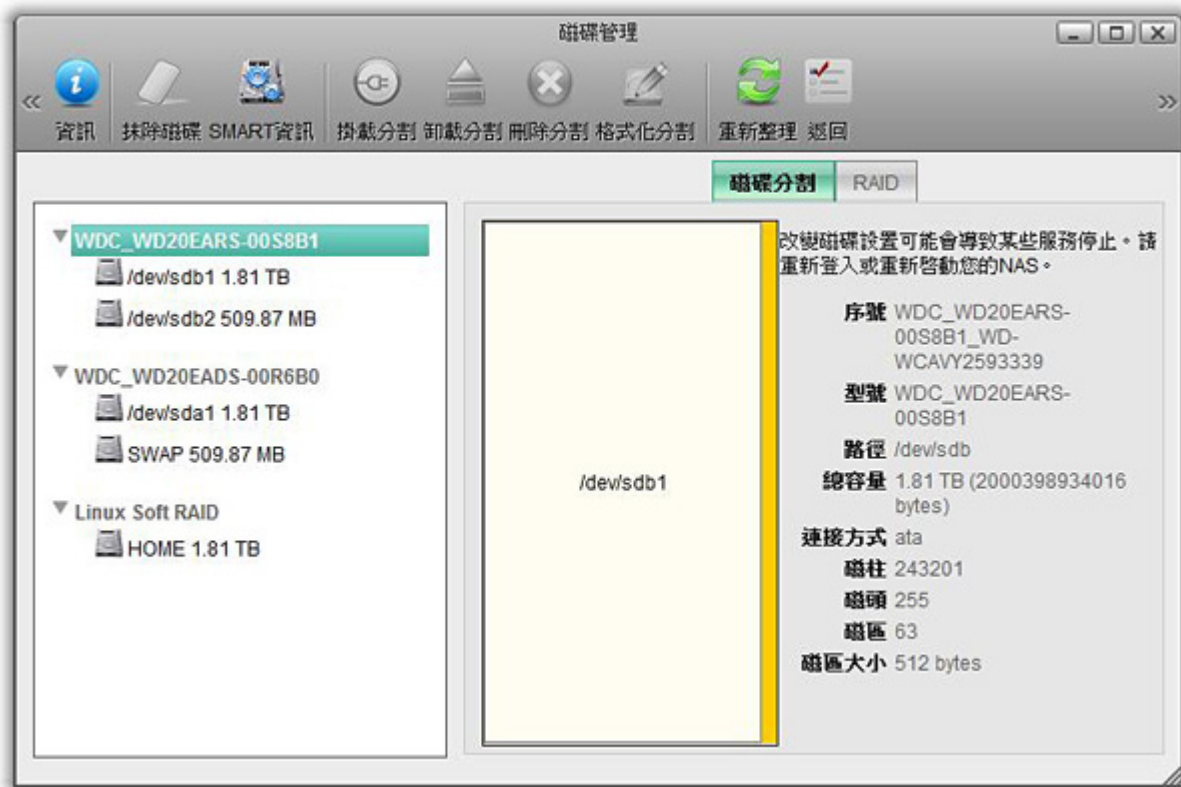 磁碟管理
資訊 抹除磁碟 SMART資訊 掛載分割 卸載分割 刪除分割 格式化分割 重新整理 返回
磁碟分割 RAID
WDC_WD20EARS-00S8B1
/dev/sdb1 1.81 TB
/dev/sdb2 509.87 MB
WDC_WD20EADS-00R6B0
/dev/sda1 1.81 TB
SWAP 509.87 MB
Linux Soft RAID
HOME 1.81 TB
/dev/sdb1
改變磁碟設置可能會導致某些服務停止。請
重新登入或重新啓動您的NAS。
序號 WDC_WD20EARS-
00S8B1_WD-
WCAVY2593339
型號 WDC_WD20EARS-
00S8B1
路徑 /dev/sdb
總容量 1.81 TB (2000398934016
bytes)
連接方式 ata
磁柱 243201
磁頭 255
磁區 63
磁區大小 512 bytes